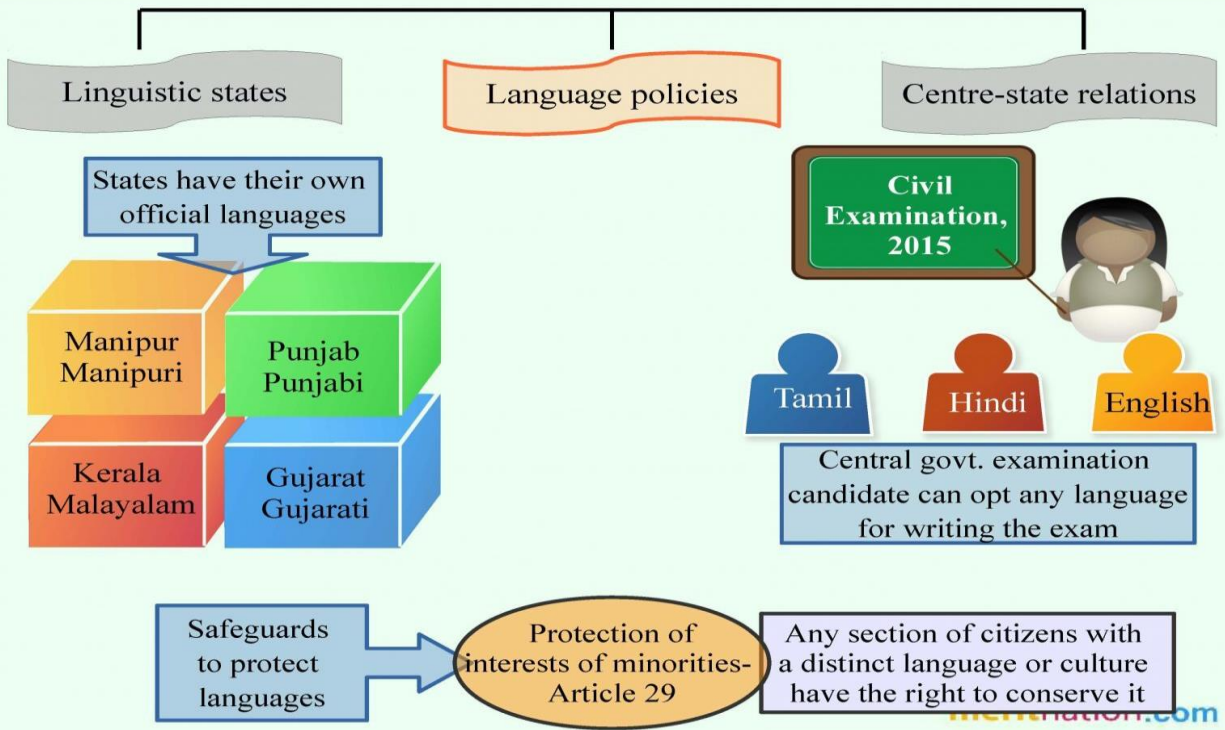 Linguistic states
Language policies
Centre-state relations
States have their own
official languages
Manipur
Manipuri
Punjab
Punjabi
Kerala
Malayalam
Gujarat
Gujarati
Civil
Examination,
2015
Tamil
Hindi
English
Central govt. examination
candidate can opt any language
for writing the exam
Safeguards
to protect
languages
Protection of
interests of minorities-
Article 29
Any section of citizens with
a distinct language or culture
have the right to conserve it
meritnation.com